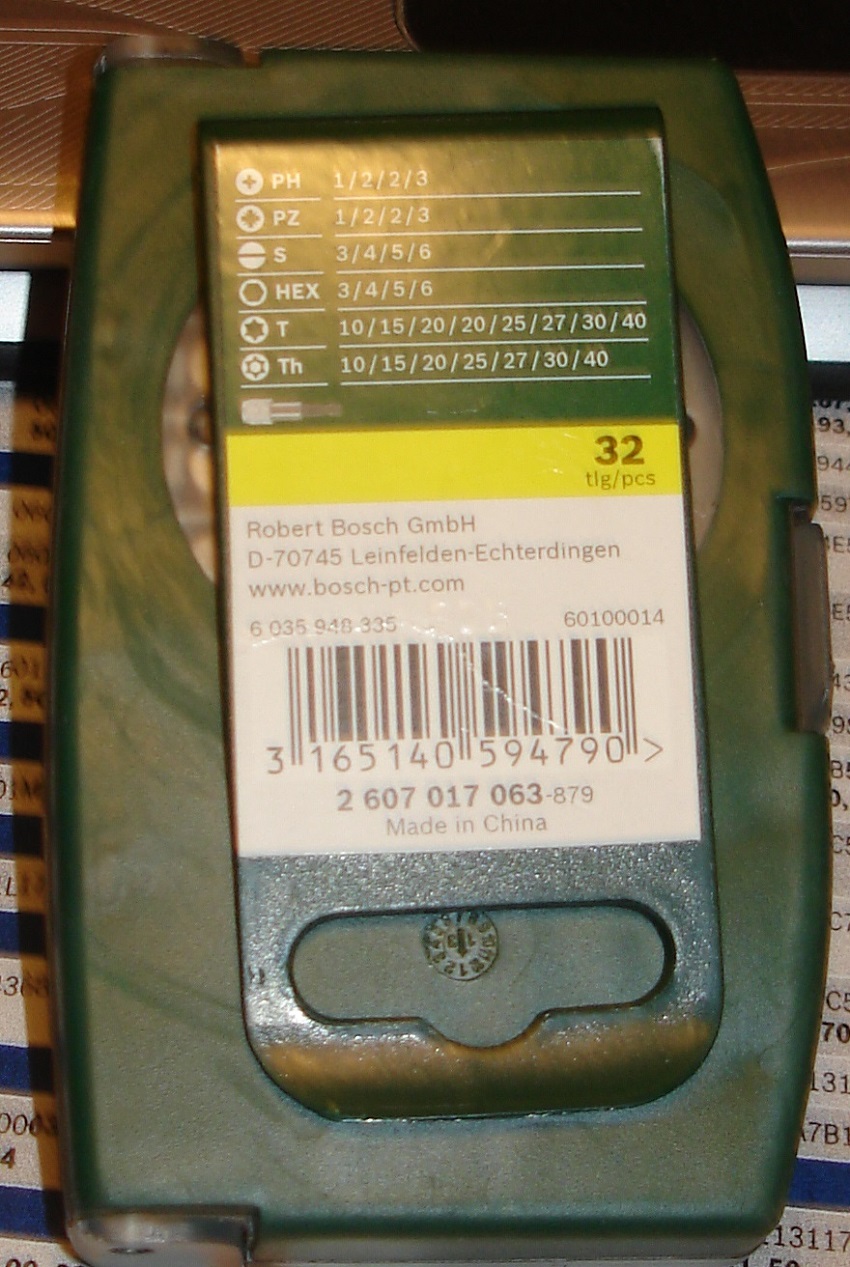 PH 1/2/2/3
PZ 1/2/2/3
S 3/4/5/6
HEX 3/4/5/6
T 10/15/20/20/25/27/30/40
Th 10/15/20/25/27/30/40
32
tlg/pcs
Robert Bosch GmbH
D-70745 Leinfelden-Echterdingen
www.bosch-pt.com
6 035 948 335 60100014
3 165140 594790 >
2 607 017 063-879
Made in China